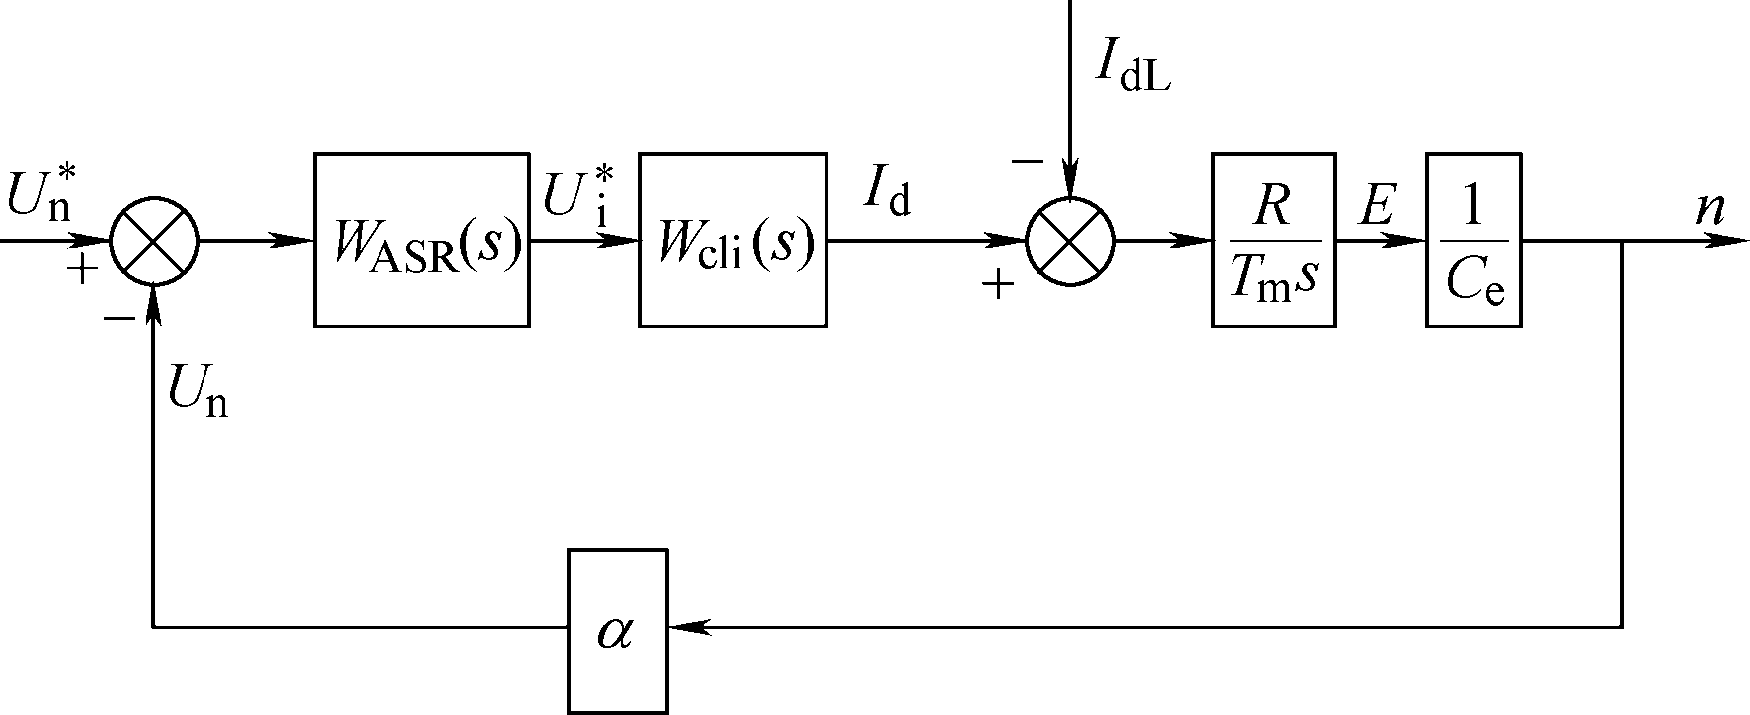 I_dL
U_n^* + − W_ASR(s) U_i^* W_cli(s) I_d − + R/(T_m s) E 1/C_e n
U_n
α